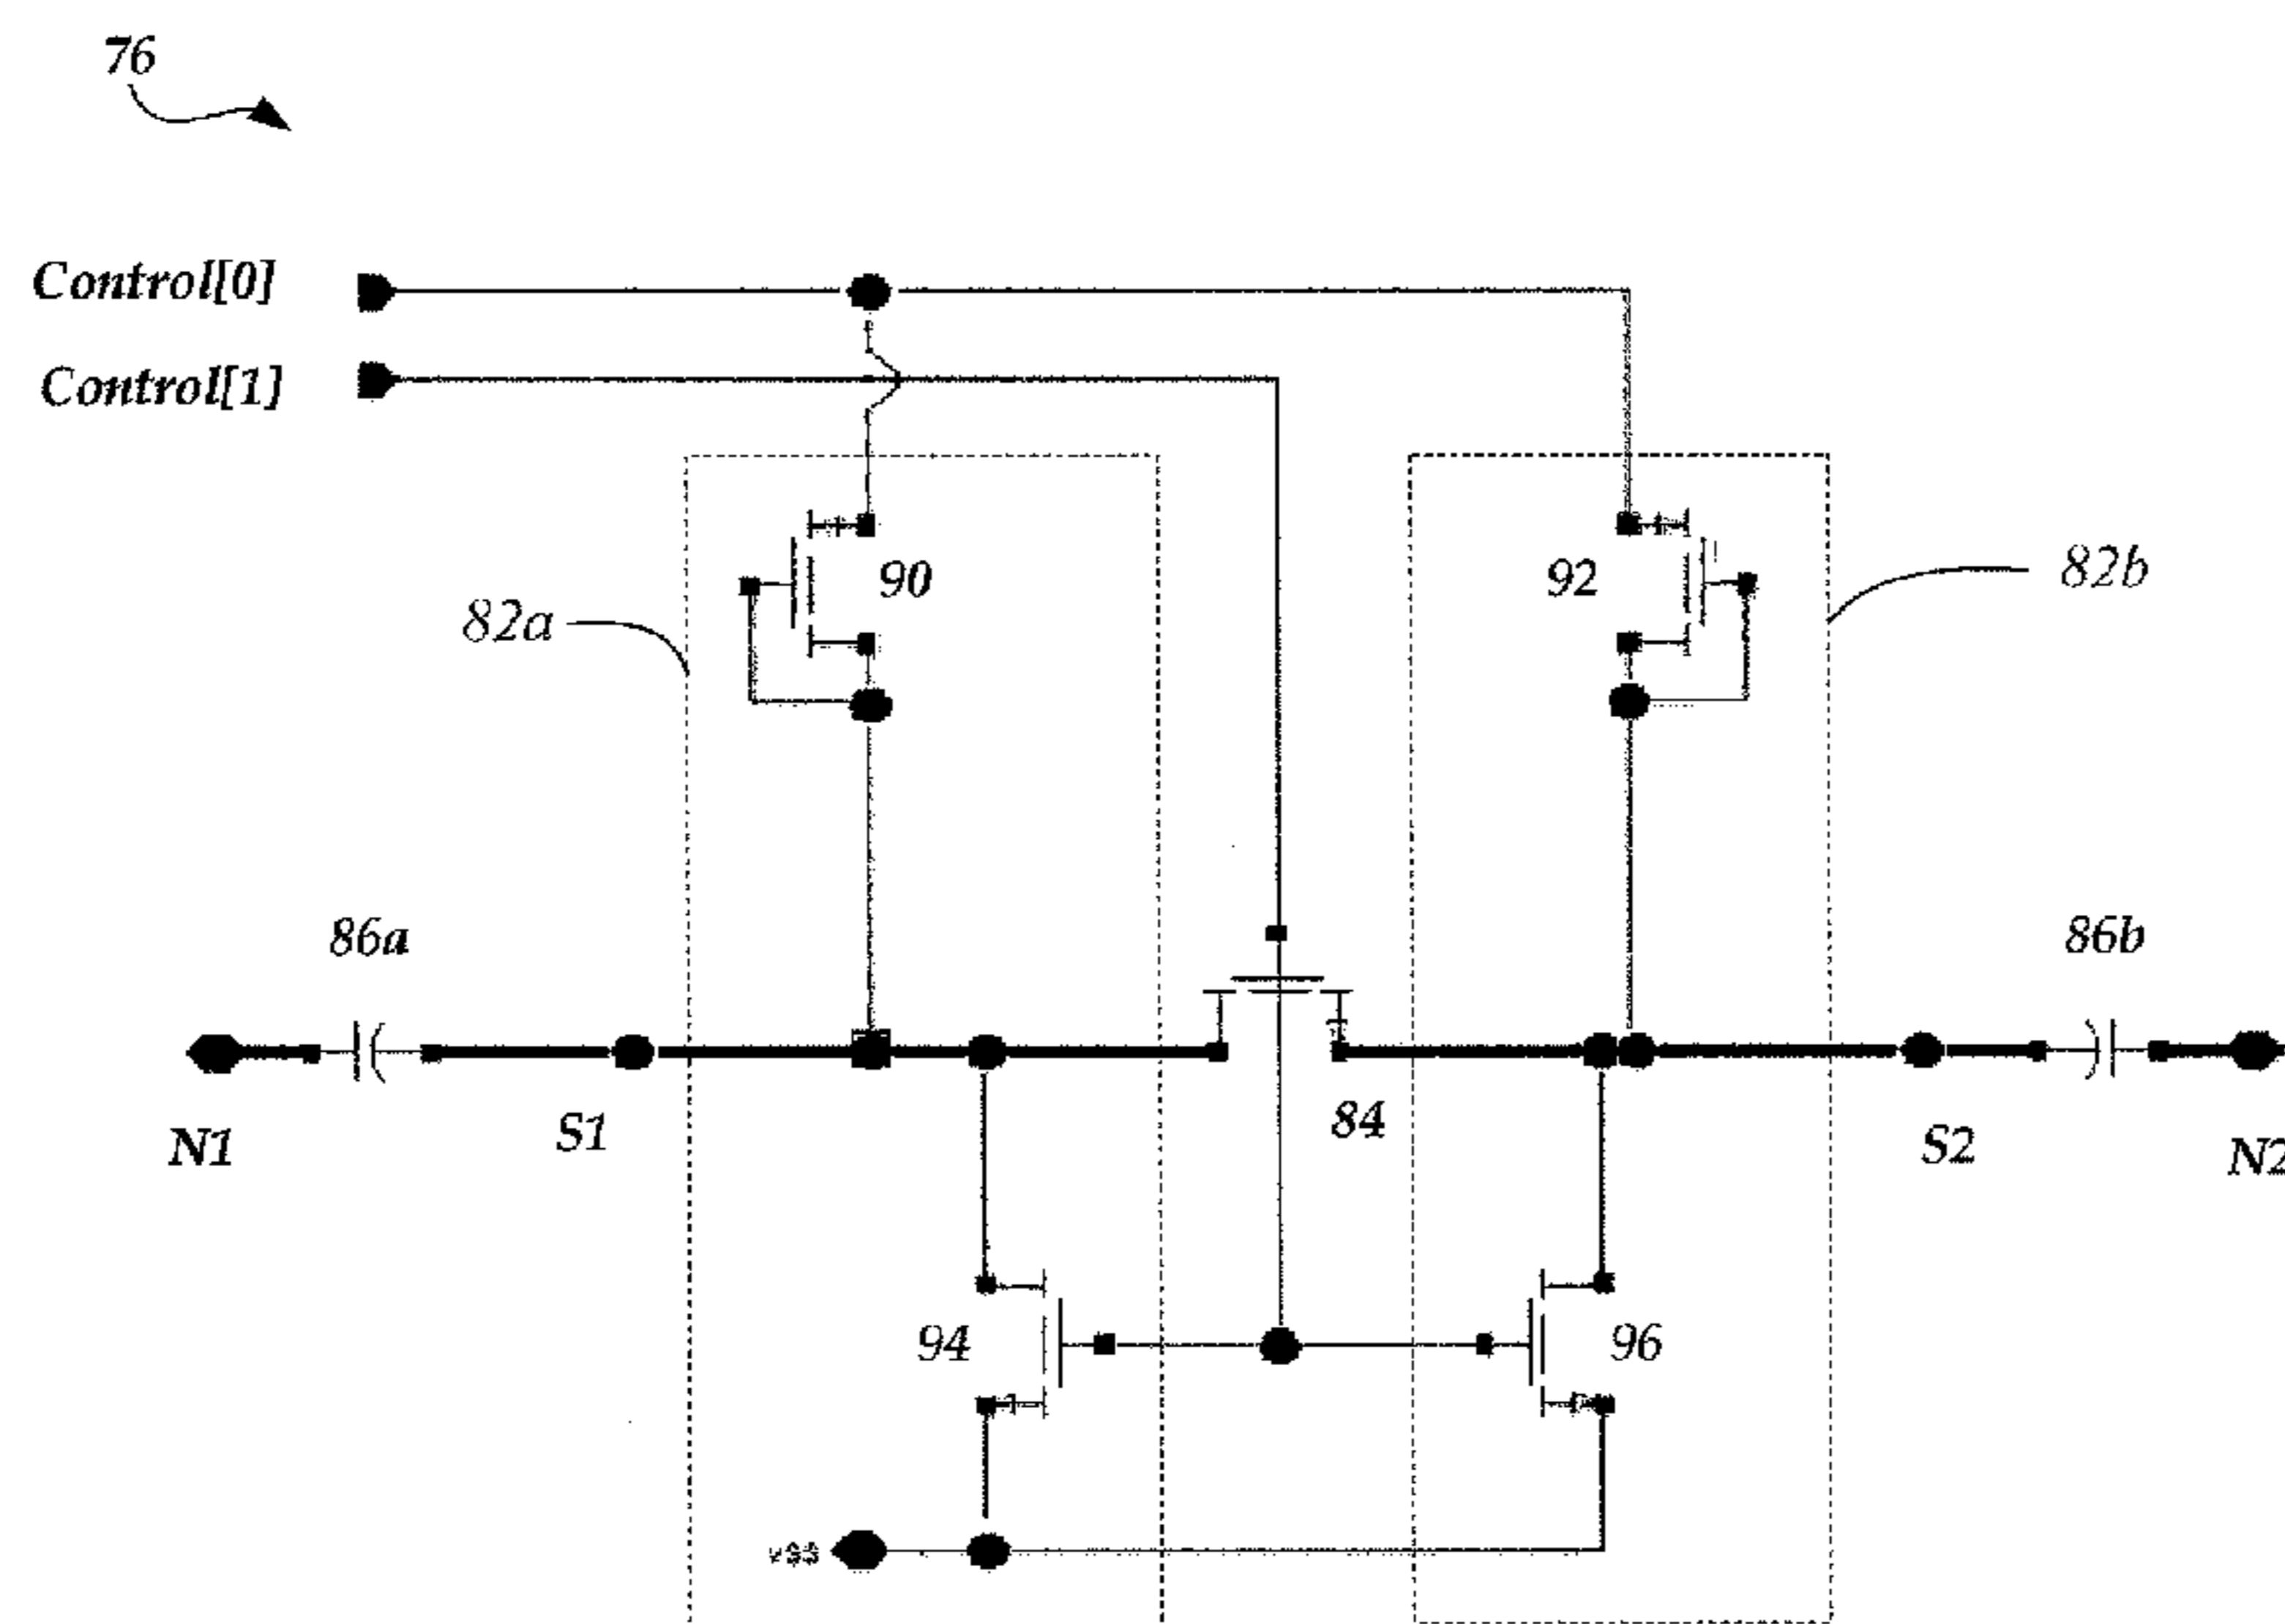 76
Control[0]
Control[1]
90
92
82a
82b
86a
86b
84
N1
S1
S2
N2
94
96
vss